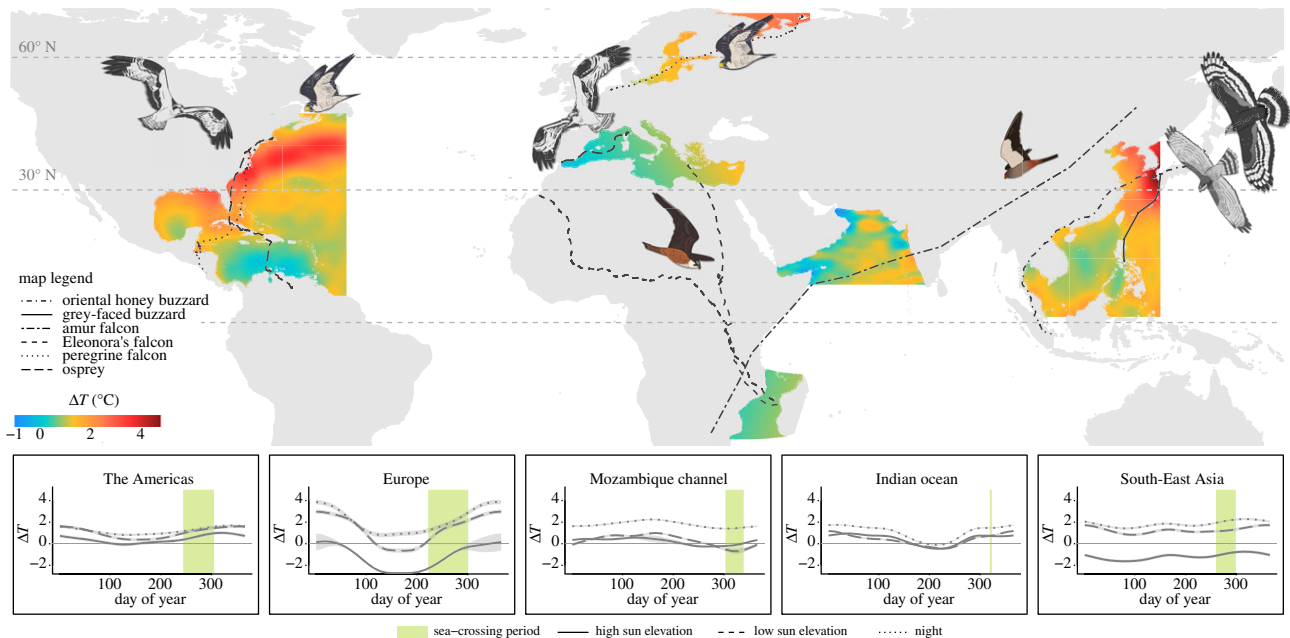 60° N
30° N
map legend
oriental honey buzzard
grey-faced buzzard
amur falcon
Eleonora's falcon
peregrine falcon
osprey
ΔT (°C)
−1 0 2 4
The Americas
4
2
0
−2
ΔT
100 200 300
day of year
Europe
4
2
0
−2
ΔT
100 200 300
day of year
Mozambique channel
4
2
0
−2
ΔT
100 200 300
day of year
Indian ocean
4
2
0
−2
ΔT
100 200 300
day of year
South-East Asia
4
2
0
−2
ΔT
100 200 300
day of year
sea−crossing period high sun elevation low sun elevation night